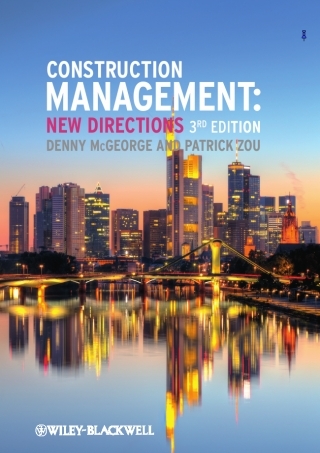 CONSTRUCTION
MANAGEMENT:
NEW DIRECTIONS 3RD EDITION
DENNY McGEORGE AND PATRICK ZOU
WILEY-BLACKWELL